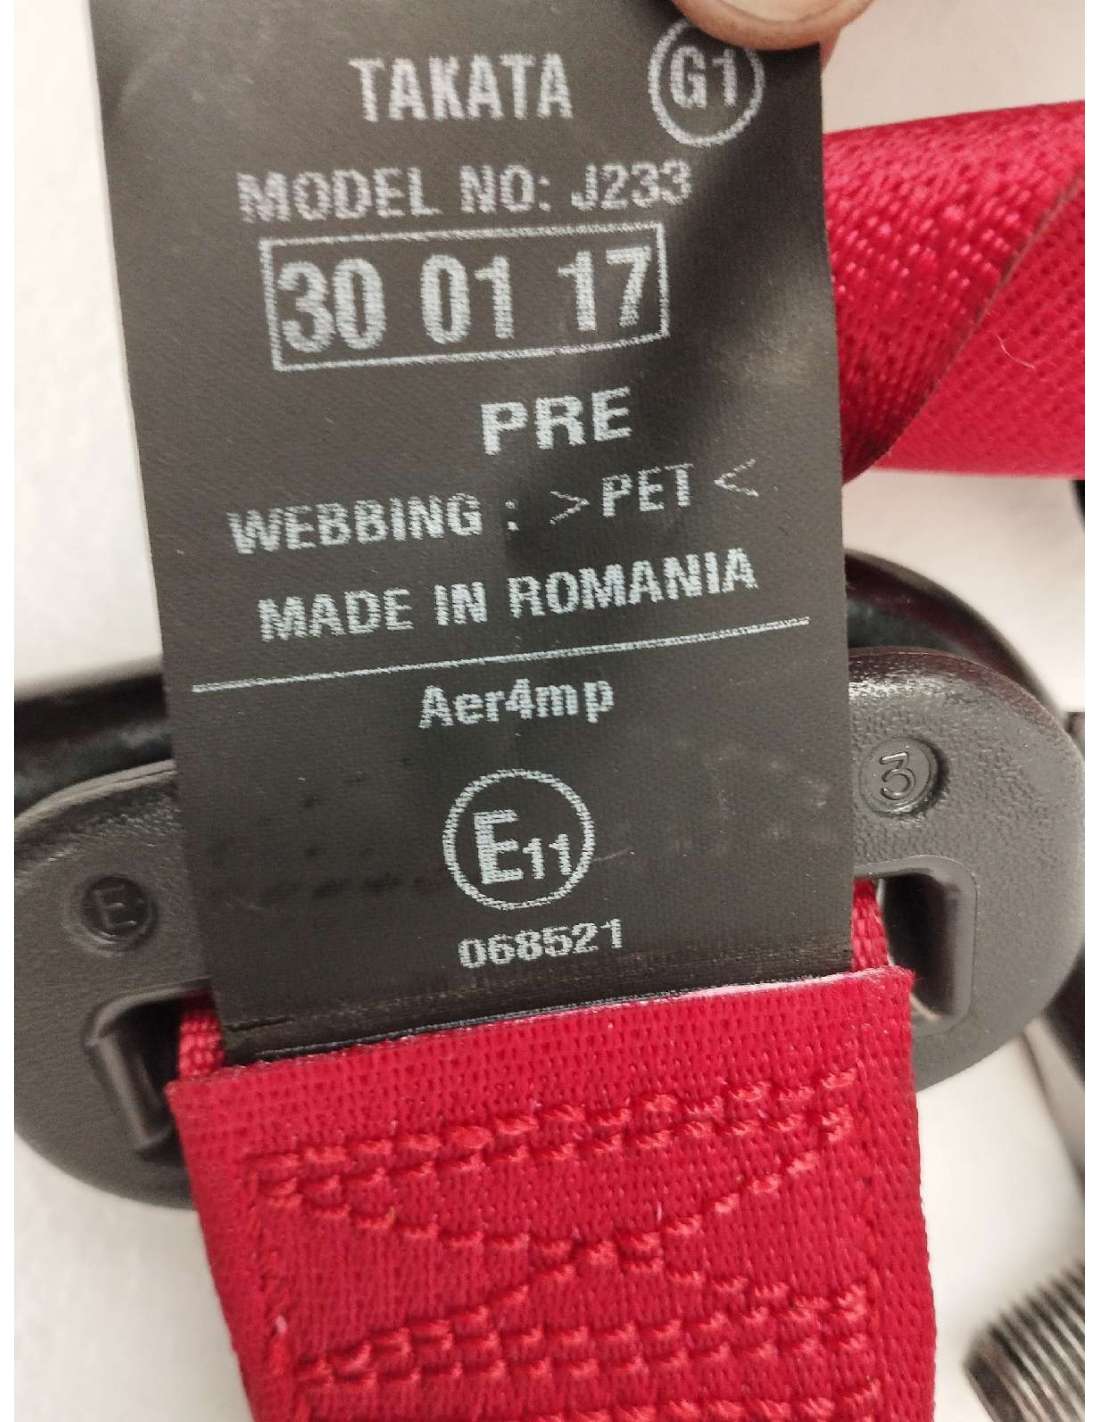 TAKATA G1
MODEL NO: J233
30 01 17
PRE
WEBBING : >PET<
MADE IN ROMANIA
Aer4mp
E11
068521
3
E